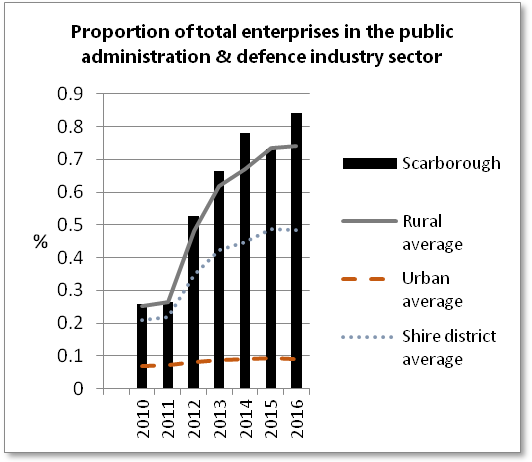 Proportion of total enterprises in the public
administration & defence industry sector
0.9
0.8
0.7
0.6
0.5
0.4
0.3
0.2
0.1
0
%
2010
2011
2012
2013
2014
2015
2016
Scarborough
Rural
average
Urban
average
Shire district
average